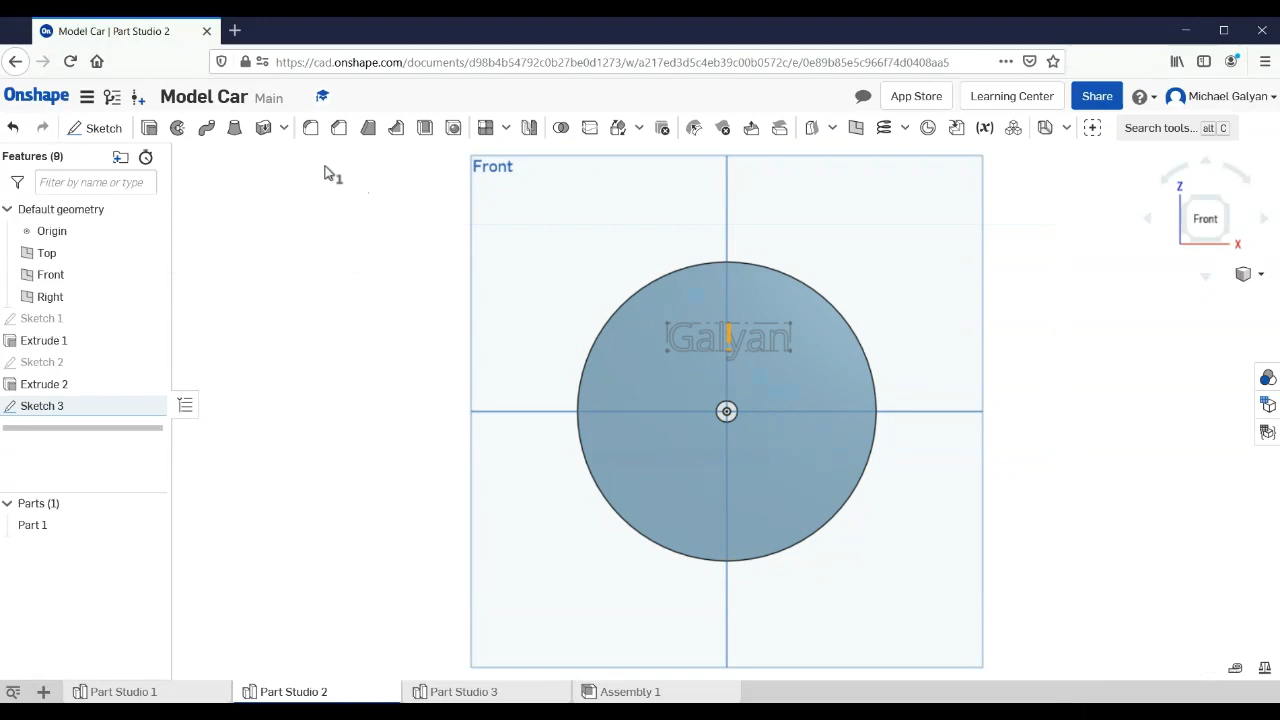 Model Car | Part Studio 2
https://cad.onshape.com/documents/d98b4b54792c0b27be0d1273/w/a217ed3d5c4eb39c00b0572c/e/0e89b85e5c966f74d0408aa5
Onshape Model Car Main App Store Learning Center Share Michael Galyan
Sketch Search tools... alt C
Features (9)
Filter by name or type
Default geometry
Origin
Top
Front
Right
Sketch 1
Extrude 1
Sketch 2
Extrude 2
Sketch 3
Parts (1)
Part 1
Front
Galyan
Z
Front
X
1
Part Studio 1 Part Studio 2 Part Studio 3 Assembly 1